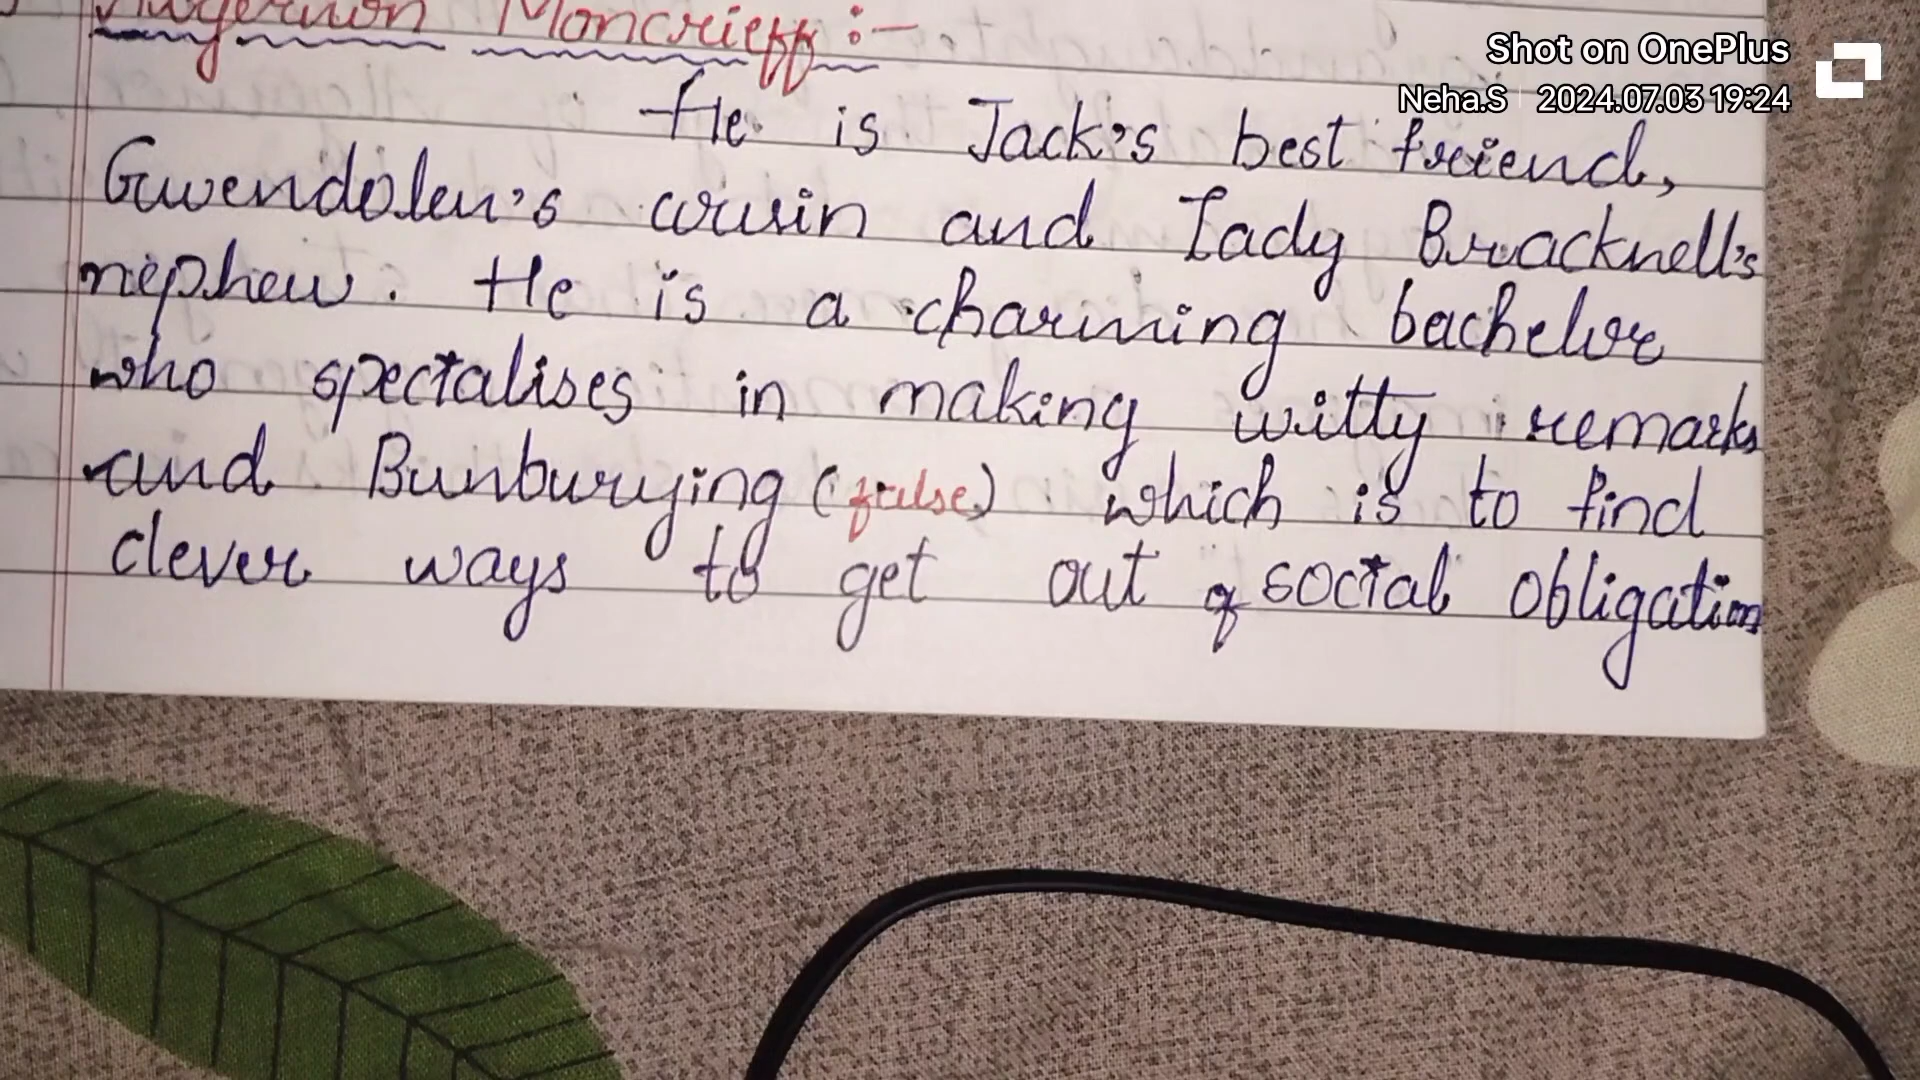 Algernon Moncrieff :-
Shot on OnePlus
Neha.S | 2024.07.03 19:24
He is Jack's best friend,
Gwendolen's cousin and Lady Bracknell's
nephew. He is a charming bachelor
who specialises in making witty remarks
and Bunburying (false) which is to find
clever ways to get out of social obligation